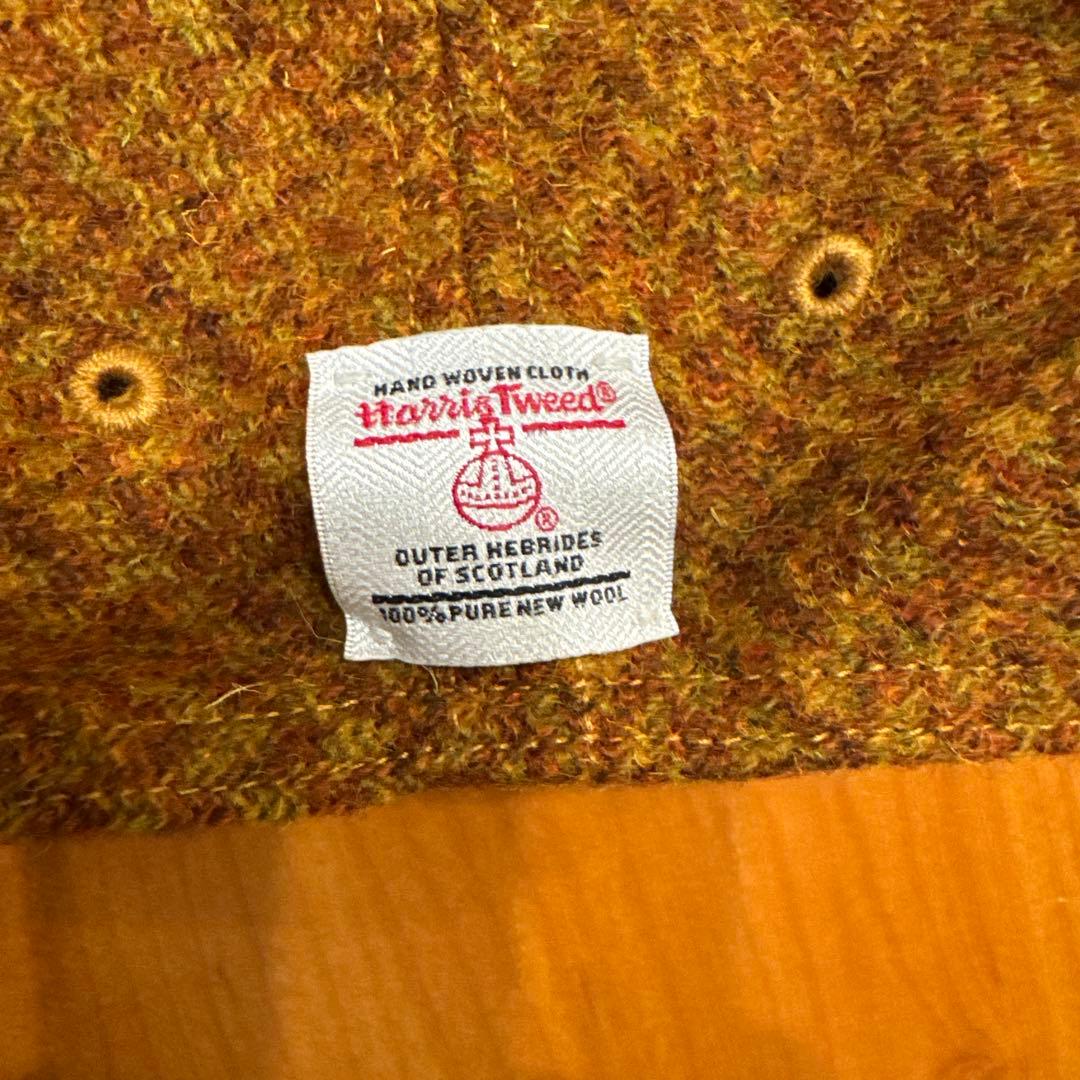 HAND WOVEN CLOTH
Harris Tweed®
®
OUTER HEBRIDES
OF SCOTLAND
100% PURE NEW WOOL